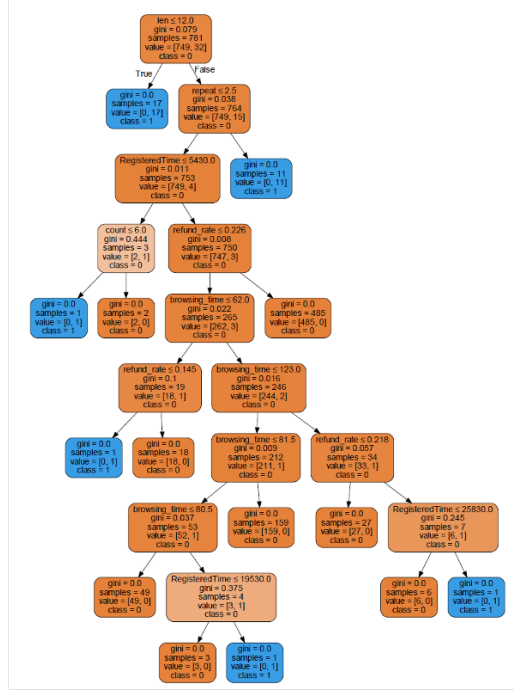 len ≤ 12.0
gini = 0.079
samples = 781
value = [749, 32]
class = 0
True
False
gini = 0.0
samples = 17
value = [0, 17]
class = 1
repeat ≤ 2.5
gini = 0.038
samples = 764
value = [749, 15]
class = 0
RegisteredTime ≤ 5430.0
gini = 0.011
samples = 753
value = [749, 4]
class = 0
gini = 0.0
samples = 11
value = [0, 11]
class = 1
count ≤ 6.0
gini = 0.444
samples = 3
value = [2, 1]
class = 0
refund_rate ≤ 0.226
gini = 0.008
samples = 750
value = [747, 3]
class = 0
gini = 0.0
samples = 1
value = [0, 1]
class = 1
gini = 0.0
samples = 2
value = [2, 0]
class = 0
browsing_time ≤ 62.0
gini = 0.022
samples = 265
value = [262, 3]
class = 0
gini = 0.0
samples = 485
value = [485, 0]
class = 0
refund_rate ≤ 0.145
gini = 0.1
samples = 19
value = [18, 1]
class = 0
browsing_time ≤ 123.0
gini = 0.016
samples = 246
value = [244, 2]
class = 0
gini = 0.0
samples = 1
value = [0, 1]
class = 1
gini = 0.0
samples = 18
value = [18, 0]
class = 0
browsing_time ≤ 81.5
gini = 0.009
samples = 212
value = [211, 1]
class = 0
refund_rate ≤ 0.218
gini = 0.057
samples = 34
value = [33, 1]
class = 0
browsing_time ≤ 80.5
gini = 0.037
samples = 53
value = [52, 1]
class = 0
gini = 0.0
samples = 159
value = [159, 0]
class = 0
gini = 0.0
samples = 27
value = [27, 0]
class = 0
RegisteredTime ≤ 25830.0
gini = 0.245
samples = 7
value = [6, 1]
class = 0
gini = 0.0
samples = 49
value = [49, 0]
class = 0
RegisteredTime ≤ 19530.0
gini = 0.375
samples = 4
value = [3, 1]
class = 0
gini = 0.0
samples = 6
value = [6, 0]
class = 0
gini = 0.0
samples = 1
value = [0, 1]
class = 1
gini = 0.0
samples = 3
value = [3, 0]
class = 0
gini = 0.0
samples = 1
value = [0, 1]
class = 1